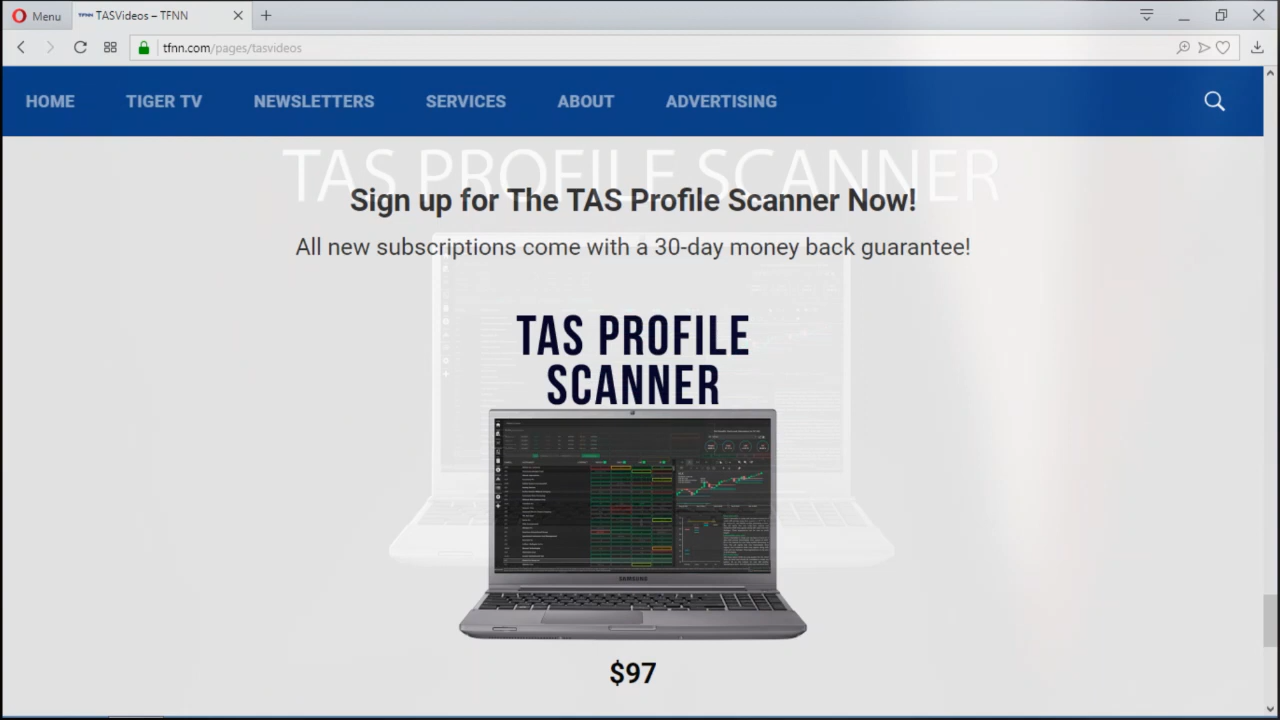 Menu
TFNN TASVideos – TFNN
tfnn.com/pages/tasvideos
HOME TIGER TV NEWSLETTERS SERVICES ABOUT ADVERTISING
TAS PROFILE SCANNER
Sign up for The TAS Profile Scanner Now!
All new subscriptions come with a 30-day money back guarantee!
TAS PROFILE
SCANNER
SAMSUNG
$97